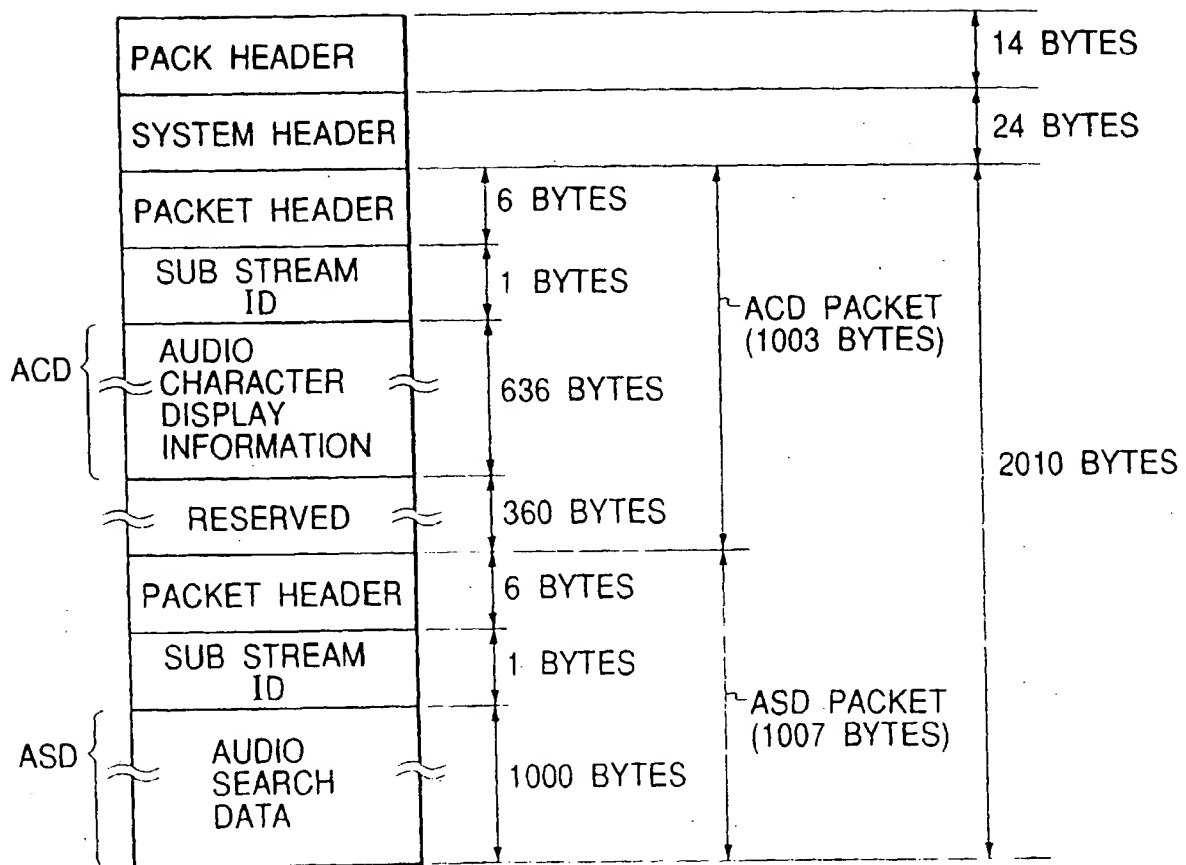 PACK HEADER
14 BYTES
SYSTEM HEADER
24 BYTES
PACKET HEADER
6 BYTES
SUB STREAM
ID
1 BYTES
ACD PACKET
(1003 BYTES)
ACD
AUDIO
CHARACTER
DISPLAY
INFORMATION
636 BYTES
2010 BYTES
RESERVED
360 BYTES
PACKET HEADER
6 BYTES
SUB STREAM
ID
1 BYTES
ASD PACKET
(1007 BYTES)
ASD
AUDIO
SEARCH
DATA
1000 BYTES